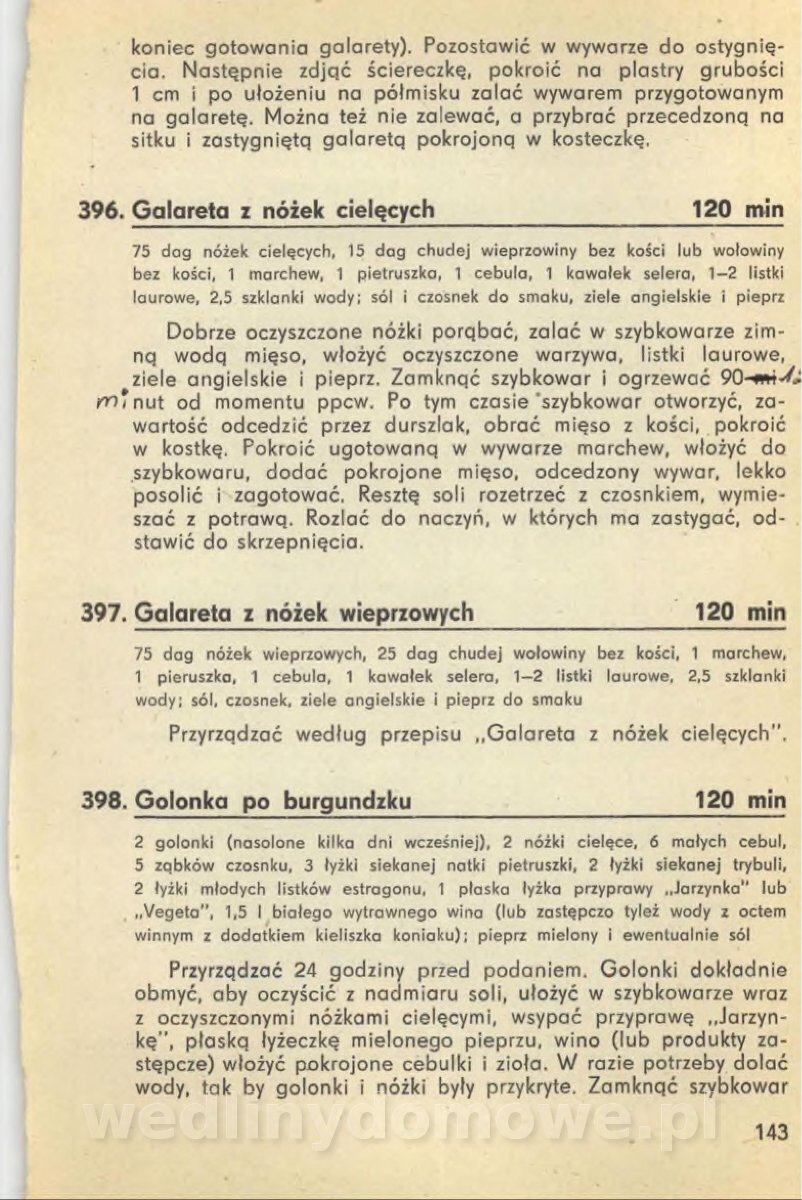 koniec gotowania galarety). Pozostawić w wywarze do ostygnię-
cia. Następnie zdjąć ściereczkę, pokroić na plastry grubości
1 cm i po ułożeniu na półmisku zalać wywarem przygotowanym
na galaretę. Można też nie zalewać, a przybrać przecedzoną na
sitku i zastygniętą galaretą pokrojoną w kosteczkę.
396. Galareta z nóżek cielęcych 120 min
75 dag nóżek cielęcych, 15 dag chudej wieprzowiny bez kości lub wołowiny
bez kości, 1 marchew, 1 pietruszka, 1 cebula, 1 kawałek selera, 1—2 listki
laurowe, 2,5 szklanki wody; sól i czosnek do smaku, ziele angielskie i pieprz
Dobrze oczyszczone nóżki porąbać, zalać w szybkowarze zim-
ną wodą mięso, włożyć oczyszczone warzywa, listki laurowe,
ziele angielskie i pieprz. Zamknąć szybkowar i ogrzewać 90
mi nut od momentu ppcw. Po tym czasie szybkowar otworzyć, za-
wartość odcedzić przez durszlak, obrać mięso z kości, pokroić
w kostkę. Pokroić ugotowaną w wywarze marchew, włożyć do
szybkowaru, dodać pokrojone mięso, odcedzony wywar, lekko
posolić i zagotować. Resztę soli rozetrzeć z czosnkiem, wymie-
szać z potrawą. Rozlać do naczyń, w których ma zastygać, od-
stawić do skrzepnięcia.
397. Galareta z nóżek wieprzowych 120 min
75 dag nóżek wieprzowych, 25 dag chudej wołowiny bez kości, 1 marchew,
1 pieruszka, 1 cebula, 1 kawałek selera, 1—2 listki laurowe, 2,5 szklanki
wody; sól, czosnek, ziele angielskie i pieprz do smaku
Przyrządzać według przepisu „Galareta z nóżek cielęcych".
398. Golonka po burgundzku 120 min
2 golonki (nasolone kilka dni wcześniej), 2 nóżki cielęce, 6 małych cebul,
5 ząbków czosnku, 3 łyżki siekanej natki pietruszki, 2 łyżki siekanej trybuli,
2 łyżki młodych listków estragonu, 1 płaska łyżka przyprawy „Jarzynka" lub
„Vegeta", 1,5 l białego wytrawnego wina (lub zastępczo tyleż wody z octem
winnym z dodatkiem kieliszka koniaku); pieprz mielony i ewentualnie sól
Przyrządzać 24 godziny przed podaniem. Golonki dokładnie
obmyć, aby oczyścić z nadmiaru soli, ułożyć w szybkowarze wraz
z oczyszczonymi nóżkami cielęcymi, wsypać przyprawę „Jarzyn-
kę", płaską łyżeczkę mielonego pieprzu, wino (lub produkty za-
stępcze) włożyć pokrojone cebulki i zioła. W razie potrzeby dolać
wody, tak by golonki i nóżki były przykryte. Zamknąć szybkowar
wedlinydomowe.pl
143